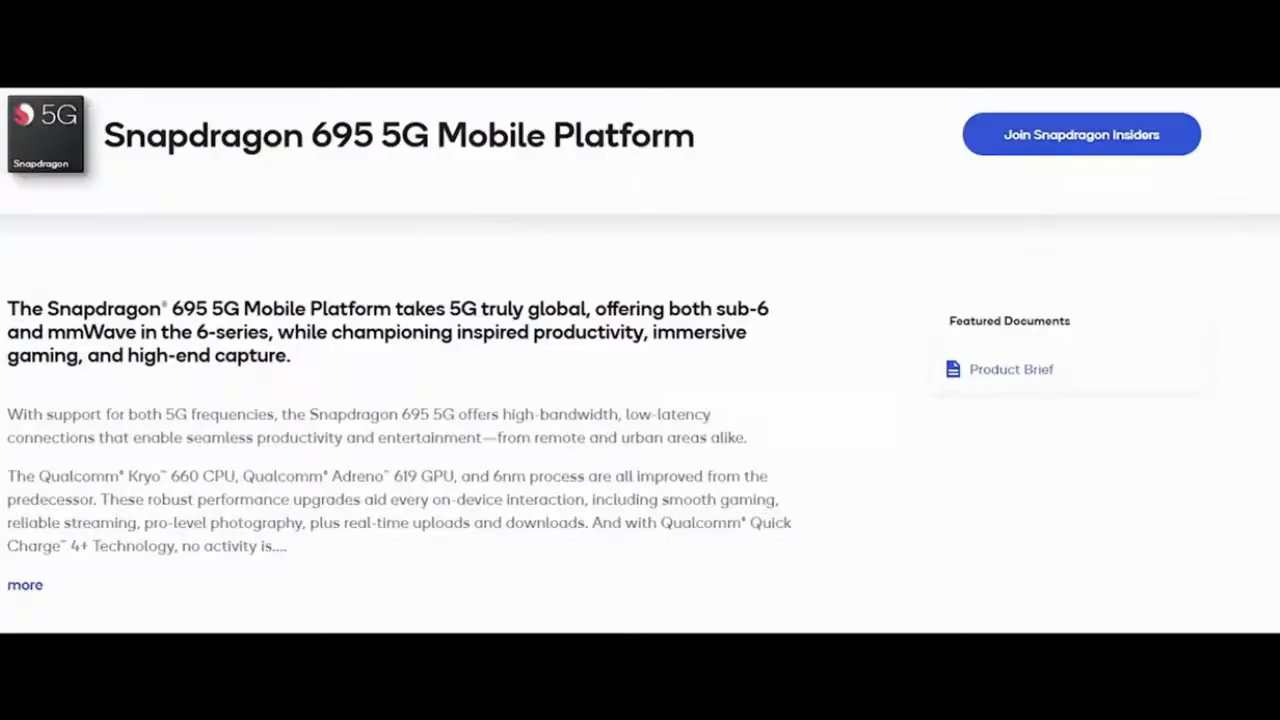 5G
Snapdragon
Snapdragon 695 5G Mobile Platform
Join Snapdragon Insiders
The Snapdragon® 695 5G Mobile Platform takes 5G truly global, offering both sub-6
and mmWave in the 6-series, while championing inspired productivity, immersive
gaming, and high-end capture.
With support for both 5G frequencies, the Snapdragon 695 5G offers high-bandwidth, low-latency
connections that enable seamless productivity and entertainment—from remote and urban areas alike.
The Qualcomm® Kryo™ 660 CPU, Qualcomm® Adreno™ 619 GPU, and 6nm process are all improved from the
predecessor. These robust performance upgrades aid every on-device interaction, including smooth gaming,
reliable streaming, pro-level photography, plus real-time uploads and downloads. And with Qualcomm® Quick
Charge™ 4+ Technology, no activity is....
more
Featured Documents
Product Brief